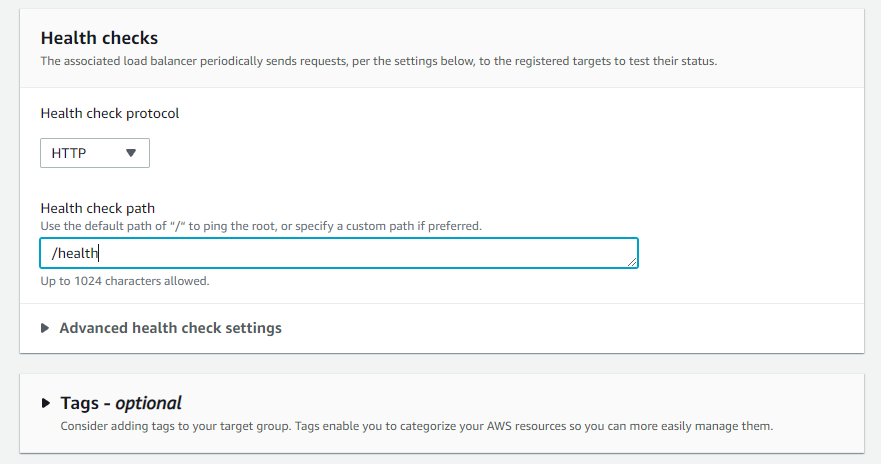 Health checks
The associated load balancer periodically sends requests, per the settings below, to the registered targets to test their status.
Health check protocol
HTTP
Health check path
Use the default path of "/" to ping the root, or specify a custom path if preferred.
/health
Up to 1024 characters allowed.
Advanced health check settings
Tags - optional
Consider adding tags to your target group. Tags enable you to categorize your AWS resources so you can more easily manage them.